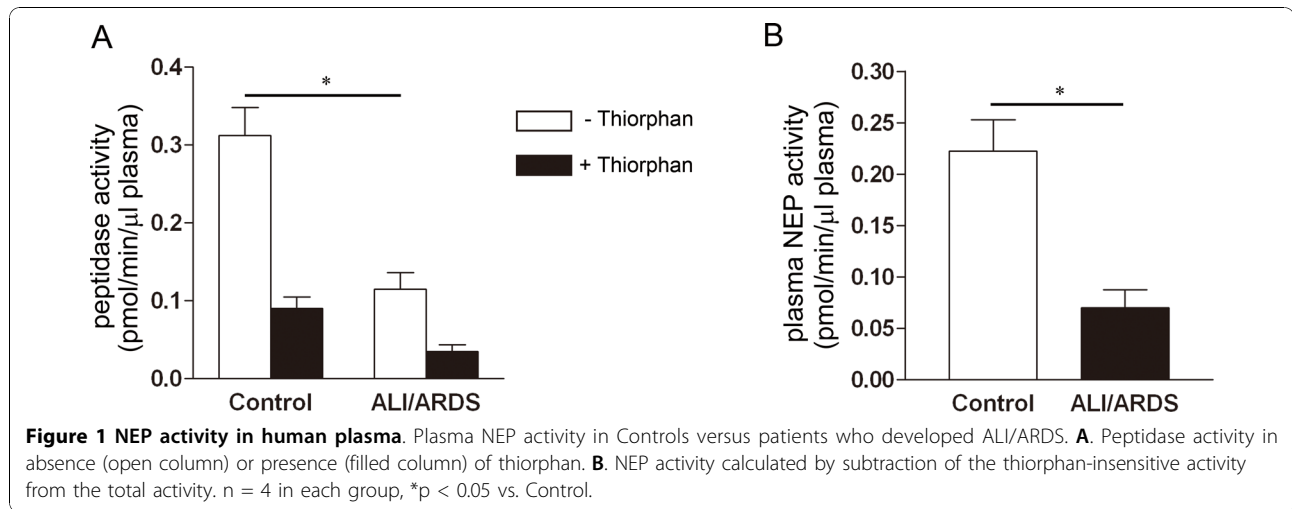 A
peptidase activity
(pmol/min/μl plasma)
0.4
0.3
0.2
0.1
0.0
*
Control
ALI/ARDS
- Thiorphan
+ Thiorphan
B
plasma NEP activity
(pmol/min/μl plasma)
0.30
0.25
0.20
0.15
0.10
0.05
0.00
*
Control
ALI/ARDS
Figure 1 NEP activity in human plasma. Plasma NEP activity in Controls versus patients who developed ALI/ARDS. A. Peptidase activity in
absence (open column) or presence (filled column) of thiorphan. B. NEP activity calculated by subtraction of the thiorphan-insensitive activity
from the total activity. n = 4 in each group, *p < 0.05 vs. Control.